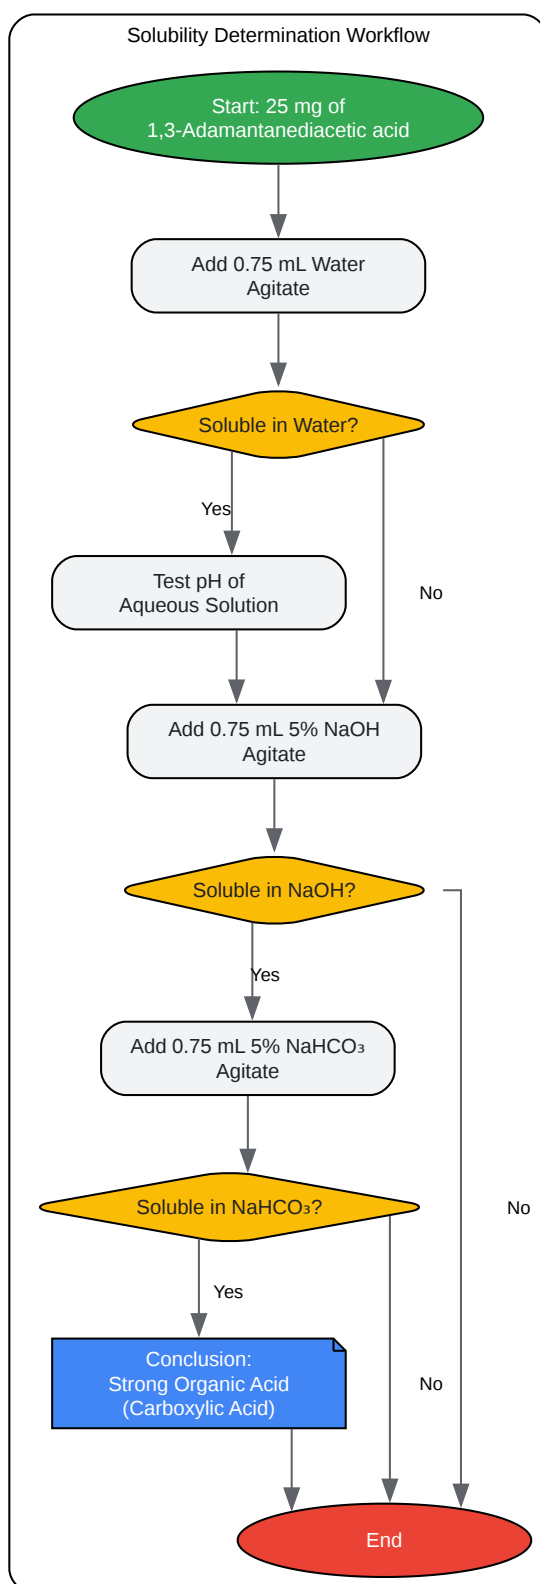 Solubility Determination Workflow
Start: 25 mg of
1,3-Adamantanediacetic acid
Add 0.75 mL Water
Agitate
Soluble in Water?
Yes
Test pH of
Aqueous Solution
No
Add 0.75 mL 5% NaOH
Agitate
Soluble in NaOH?
Yes
Add 0.75 mL 5% NaHCO₃
Agitate
Soluble in NaHCO₃?
No
Yes
Conclusion:
Strong Organic Acid
(Carboxylic Acid)
No
End